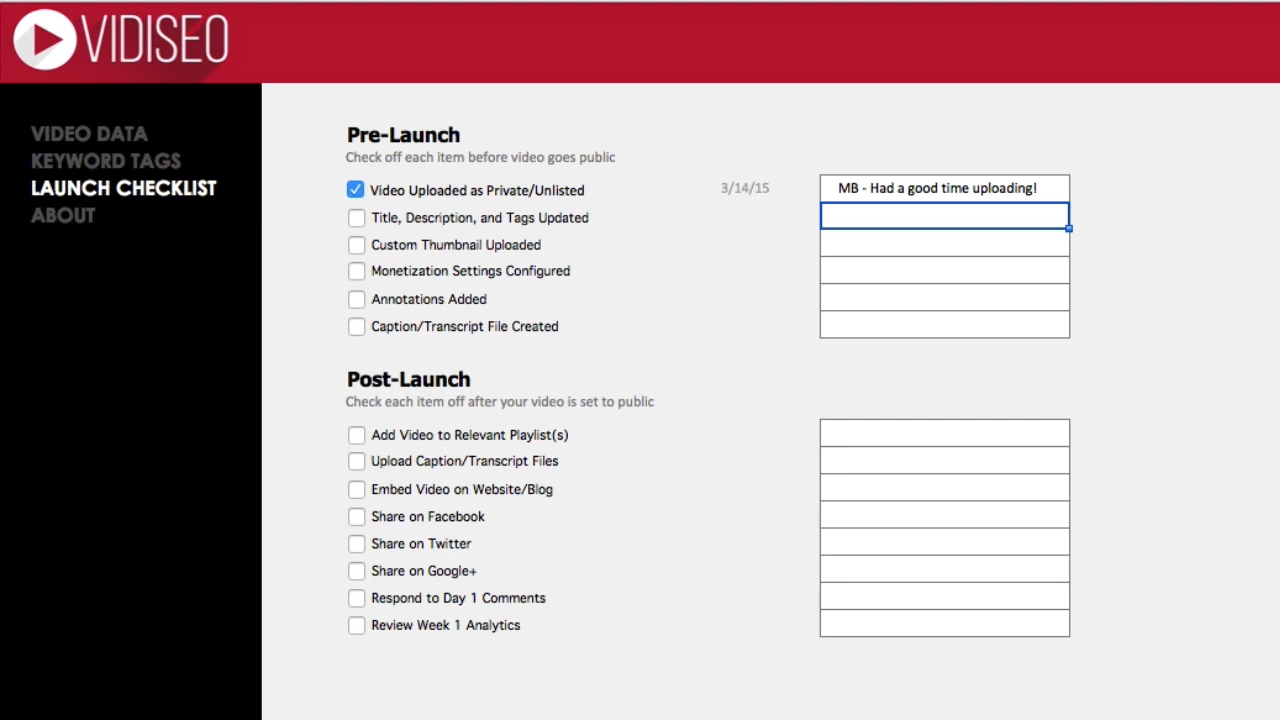 VIDISEO
VIDEO DATA
KEYWORD TAGS
LAUNCH CHECKLIST
ABOUT
Pre-Launch
Check off each item before video goes public
Video Uploaded as Private/Unlisted 3/14/15 MB - Had a good time uploading!
Title, Description, and Tags Updated
Custom Thumbnail Uploaded
Monetization Settings Configured
Annotations Added
Caption/Transcript File Created
Post-Launch
Check each item off after your video is set to public
Add Video to Relevant Playlist(s)
Upload Caption/Transcript Files
Embed Video on Website/Blog
Share on Facebook
Share on Twitter
Share on Google+
Respond to Day 1 Comments
Review Week 1 Analytics